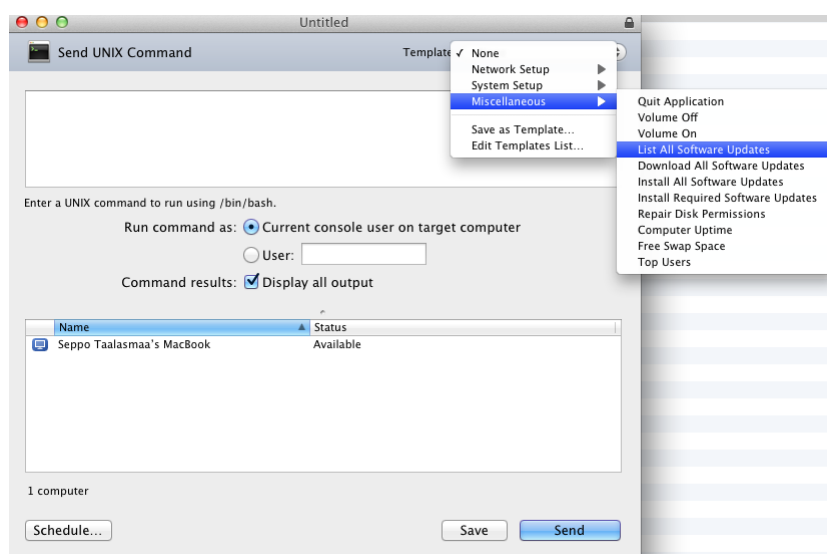 Untitled
Send UNIX Command
Template
✓ None
Network Setup
System Setup
Miscellaneous
Save as Template...
Edit Templates List...
Quit Application
Volume Off
Volume On
List All Software Updates
Download All Software Updates
Install All Software Updates
Install Required Software Updates
Repair Disk Permissions
Computer Uptime
Free Swap Space
Top Users
Enter a UNIX command to run using /bin/bash.
Run command as: Current console user on target computer
User:
Command results: Display all output
Name Status
Seppo Taalasmaa's MacBook Available
1 computer
Schedule... Save Send